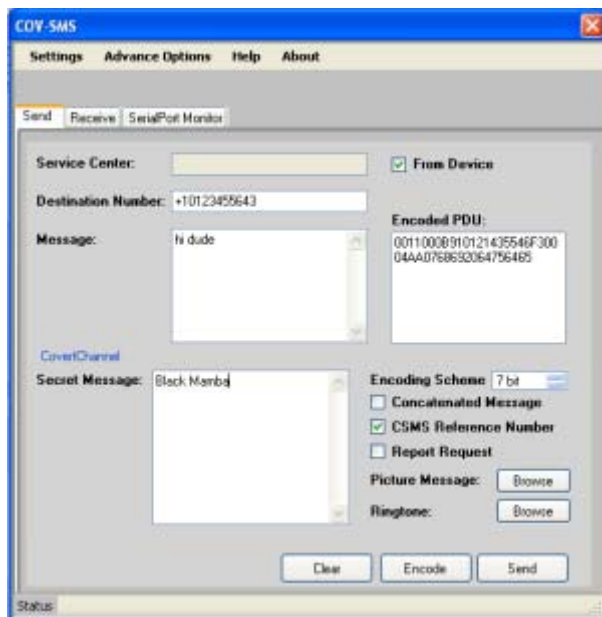 COV-SMS
Settings Advance Options Help About
Send Receive SerialPort Monitor
Service Center: From Device
Destination Number: +10123455643
Encoded PDU:
Message: hi dude
0011000B910121435546F300
04AA0768692064756465
CovertChannel
Secret Message: Black Mamba
Encoding Scheme 7 bit
Concatenated Message
CSMS Reference Number
Report Request
Picture Message: Browse
Ringtone: Browse
Clear Encode Send
Status